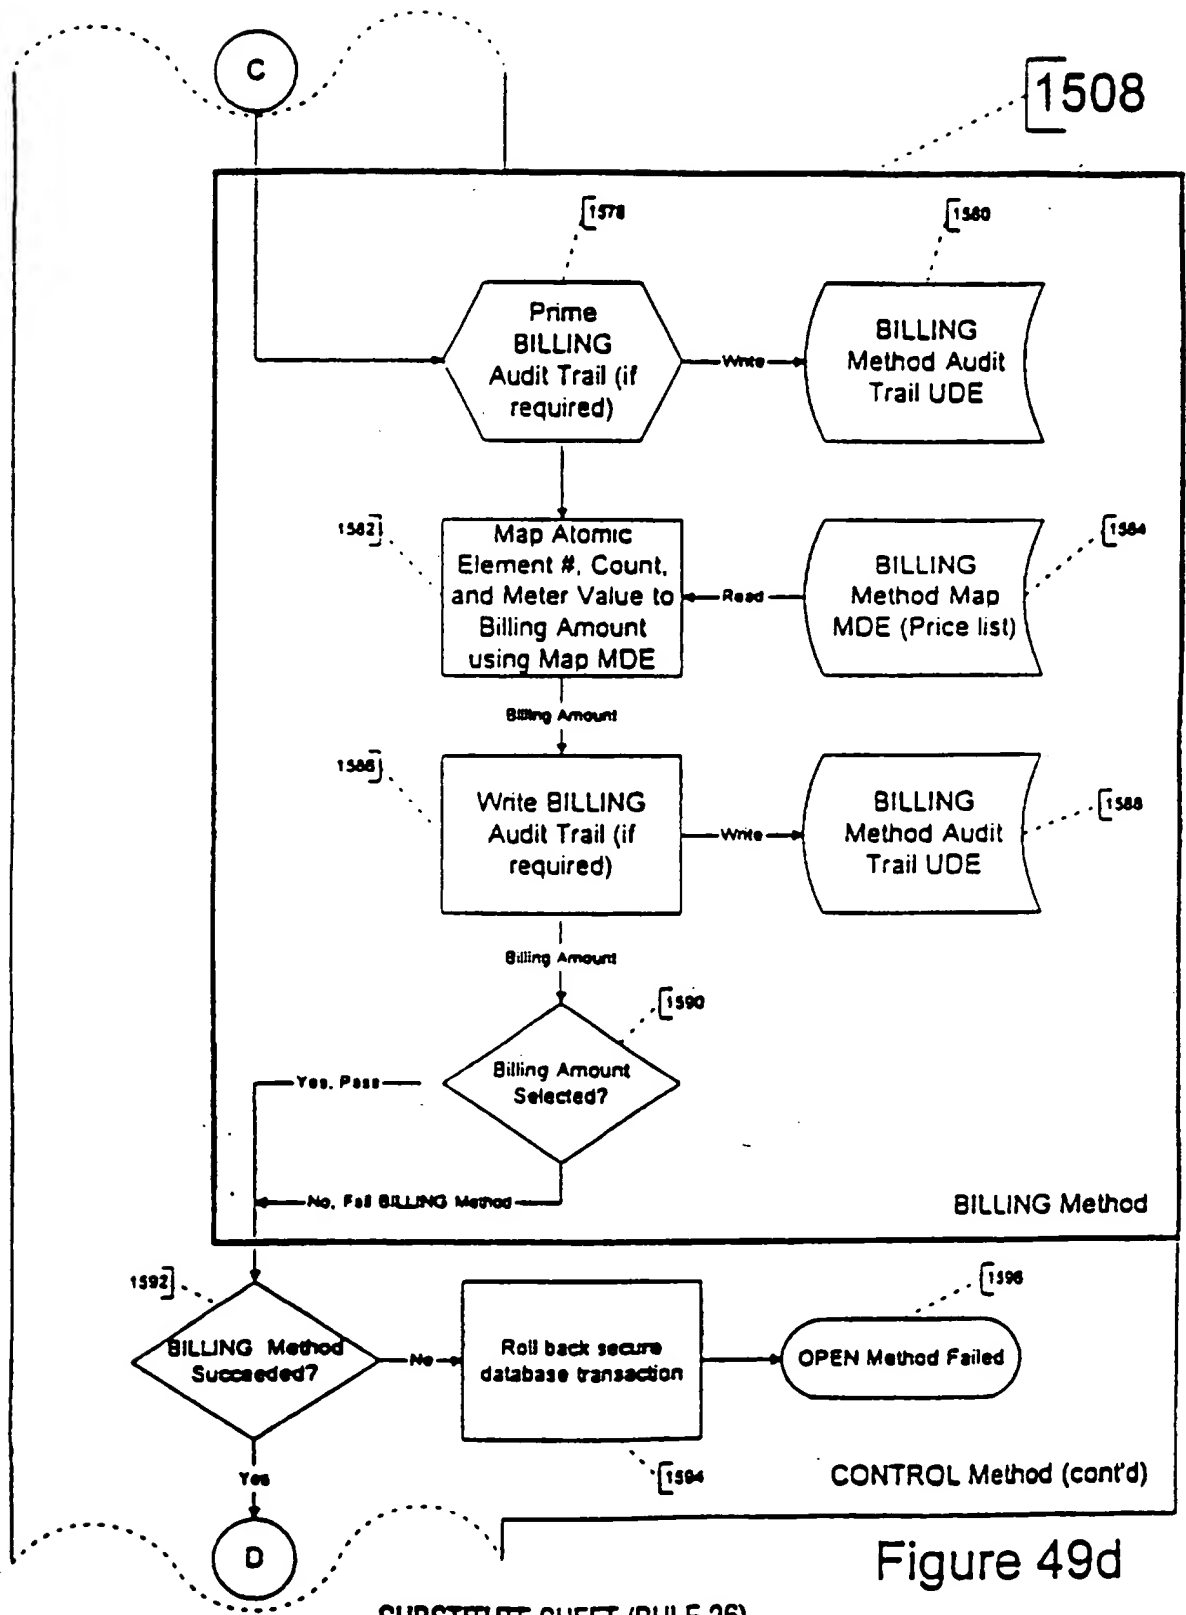 C
1508
1578
1580
Prime
BILLING
Audit Trail (if
required)
Write
BILLING
Method Audit
Trail UDE
1582
Map Atomic
Element #, Count,
and Meter Value to
Billing Amount
using Map MDE
Read
BILLING
Method Map
MDE (Price list)
1584
Billing Amount
1586
Write BILLING
Audit Trail (if
required)
Write
BILLING
Method Audit
Trail UDE
1588
Billing Amount
1590
Billing Amount
Selected?
Yes, Pass
No, Fail BILLING Method
BILLING Method
1592
BILLING Method
Succeeded?
No
Roll back secure
database transaction
1596
OPEN Method Failed
1594
Yes
CONTROL Method (cont'd)
D
Figure 49d
SUBSTITUTE SHEET (RULE 26)